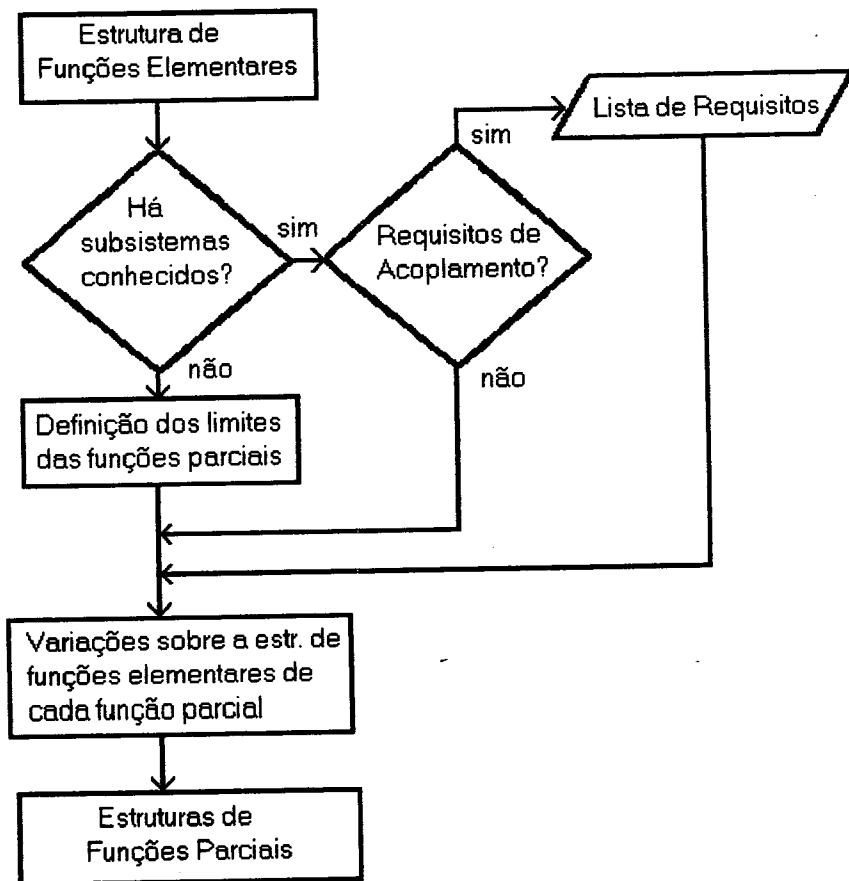 Estrutura de
Funções Elementares
Lista de Requisitos
sim
Há
subsistemas
conhecidos?
sim
Requisitos de
Acoplamento?
não
não
Definição dos limites
das funções parciais
Variações sobre a estr. de
funções elementares de
cada função parcial
Estruturas de
Funções Parciais